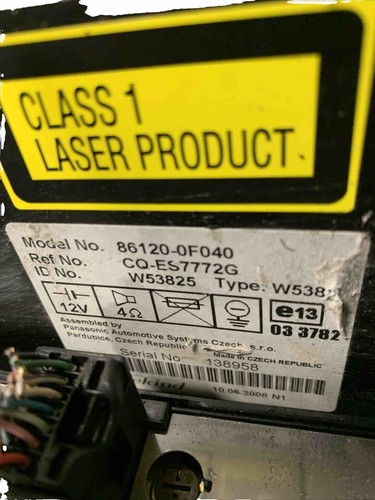 CLASS 1
LASER PRODUCT
Model No. 86120-0F040
Ref No. CQ-ES7772G
ID No. W53825 Type: W538
12V 4Ω e13
03 3782
Assembled by
Panasonic Automotive Systems Czech, s.r.o.
Pardubice, Czech Republic
Made in CZECH REPUBLIC
Serial No. 138958
10.06.2008 N1